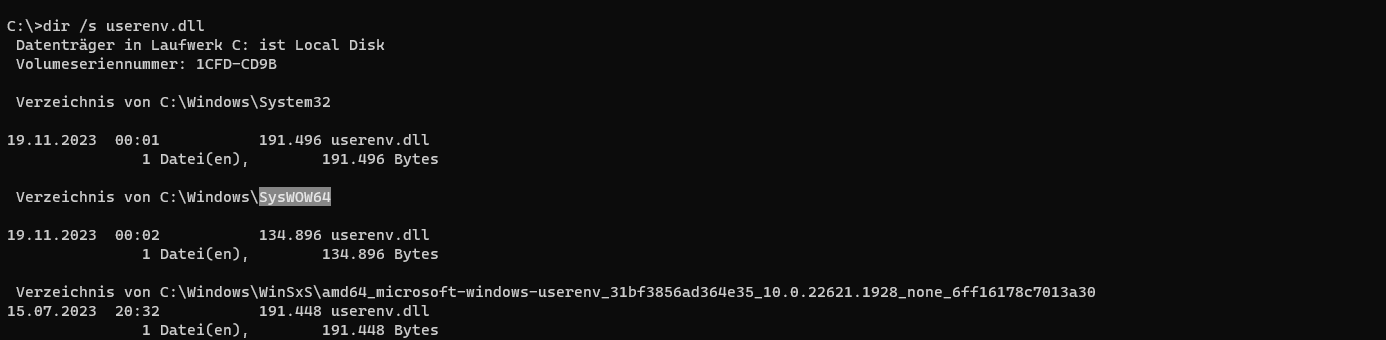 C:\>dir /s userenv.dll
Datenträger in Laufwerk C: ist Local Disk
Volumeseriennummer: 1CFD-CD9B
Verzeichnis von C:\Windows\System32
19.11.2023  00:01           191.496 userenv.dll
1 Datei(en),        191.496 Bytes
Verzeichnis von C:\Windows\SysWOW64
19.11.2023  00:02           134.896 userenv.dll
1 Datei(en),        134.896 Bytes
Verzeichnis von C:\Windows\WinSxS\amd64_microsoft-windows-userenv_31bf3856ad364e35_10.0.22621.1928_none_6ff16178c7013a30
15.07.2023  20:32           191.448 userenv.dll
1 Datei(en),        191.448 Bytes